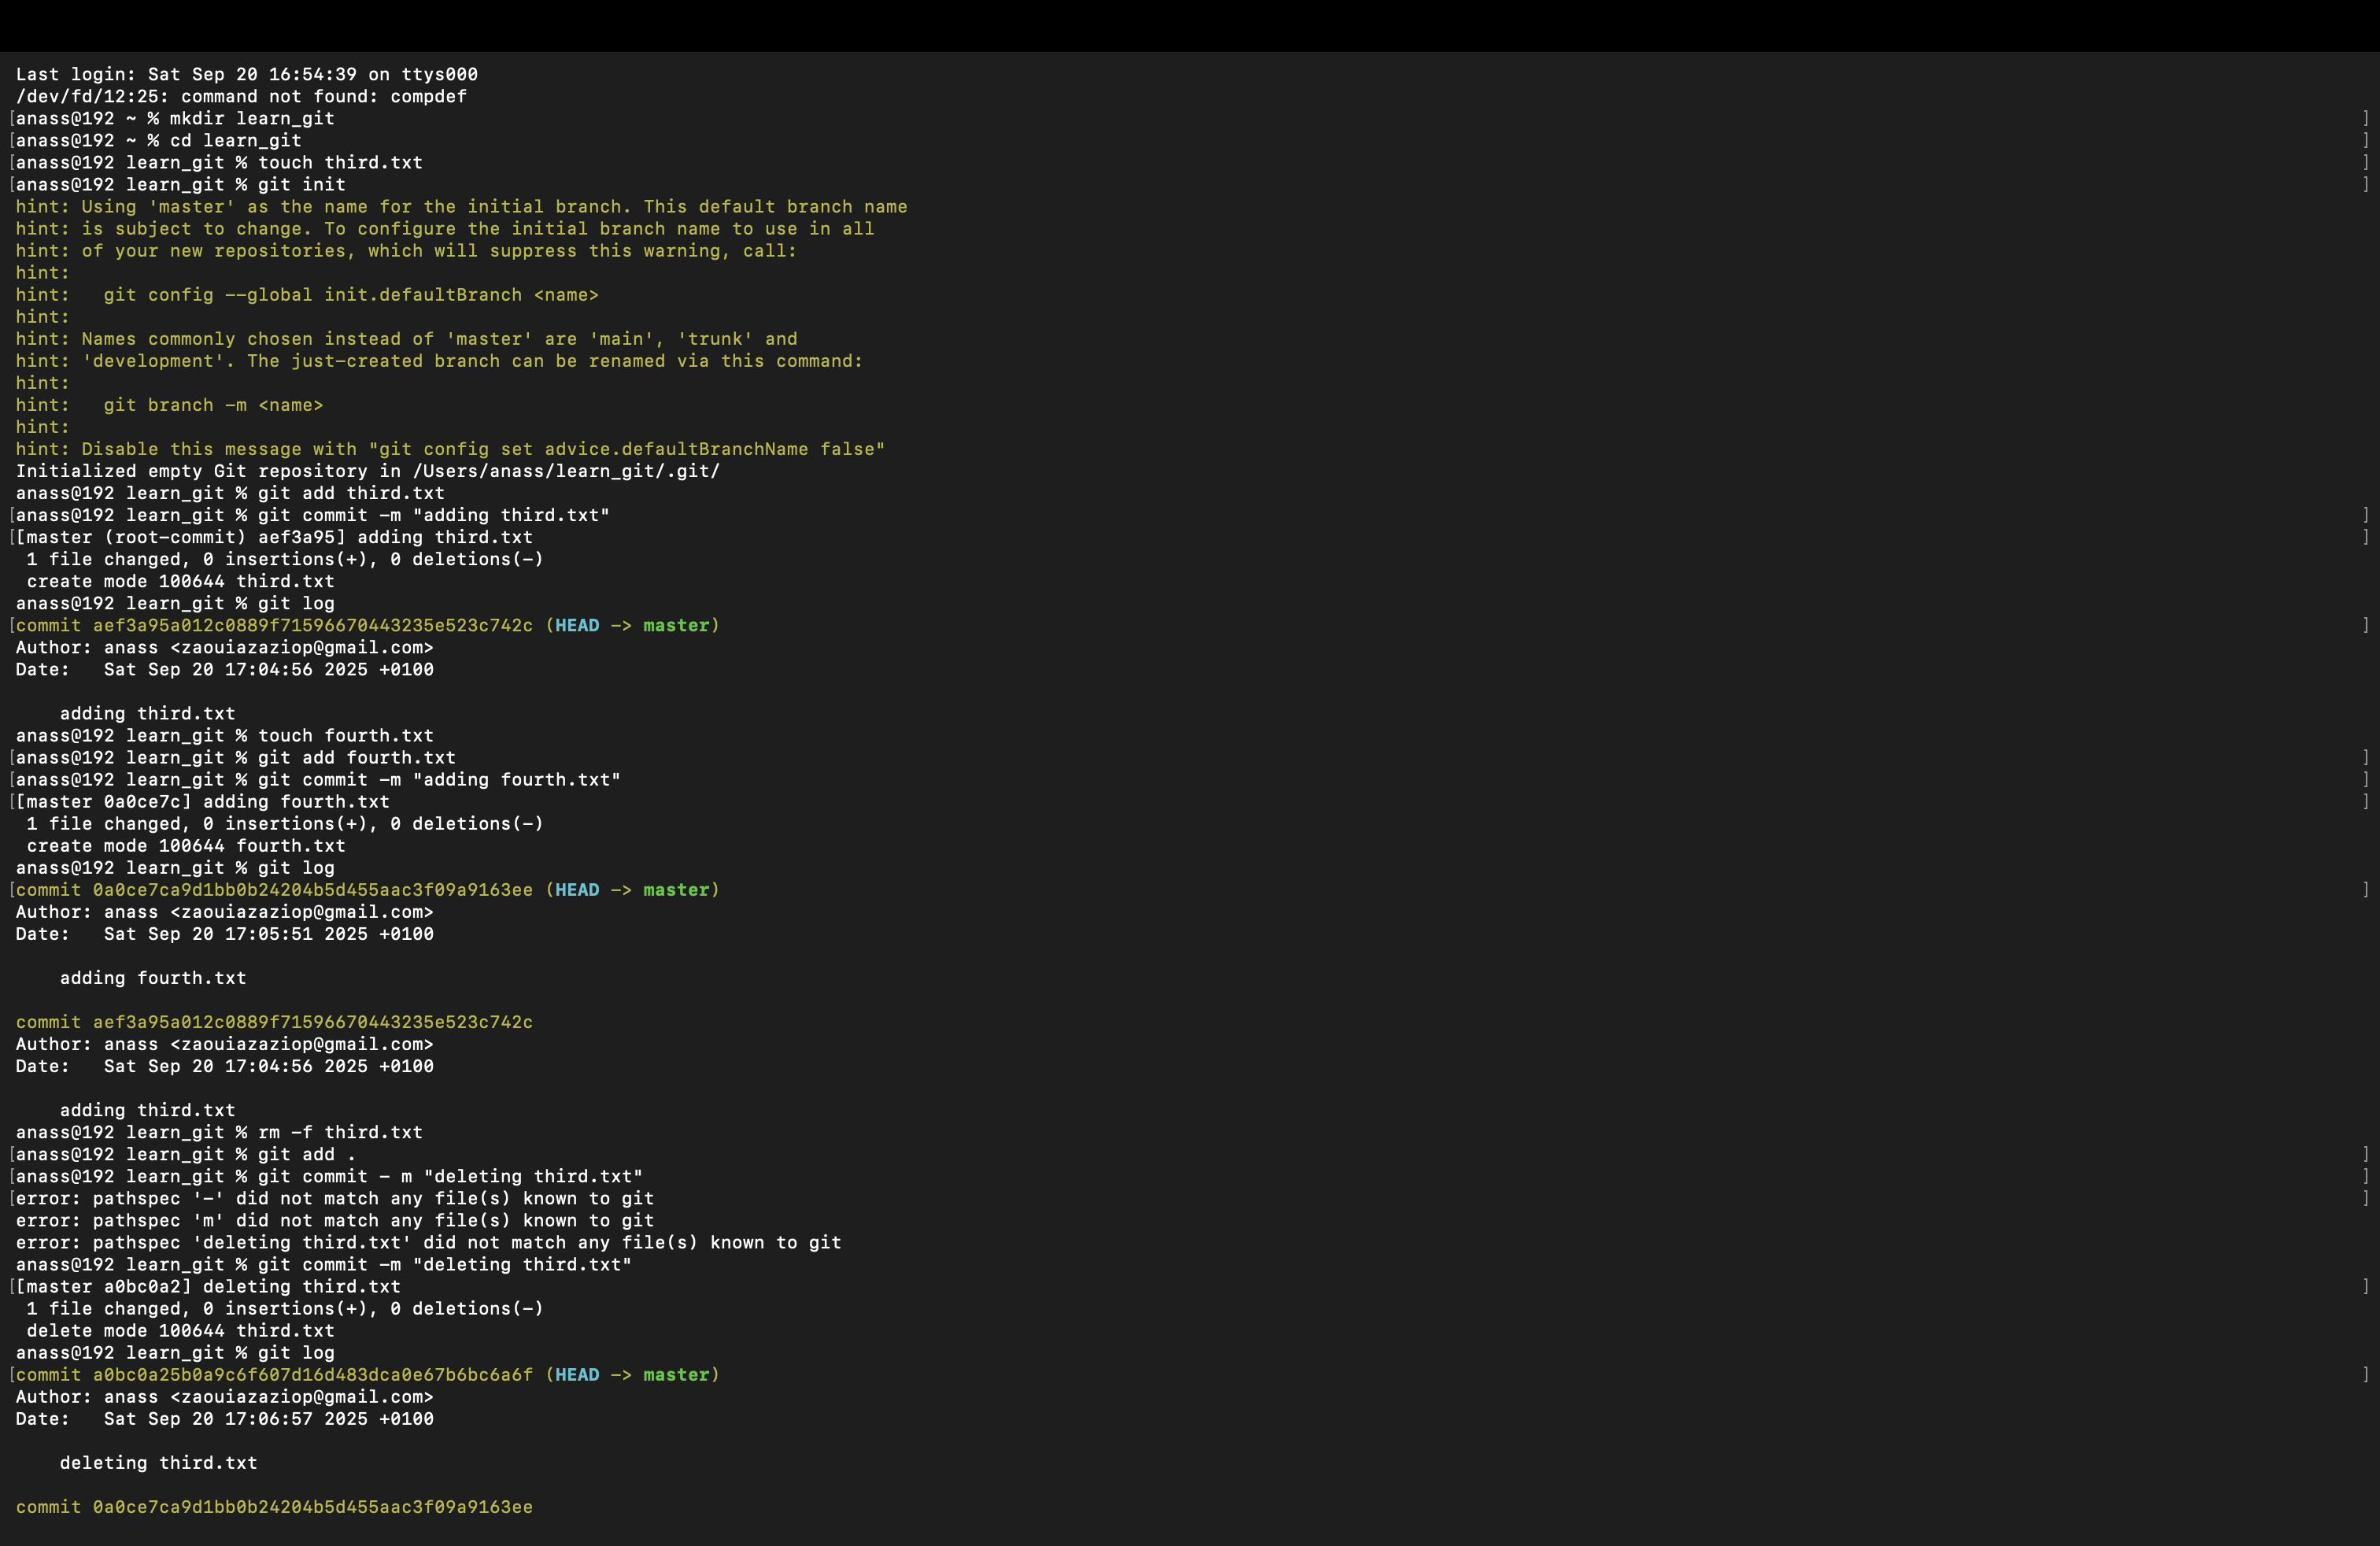 Last login: Sat Sep 20 16:54:39 on ttys000
/dev/fd/12:25: command not found: compdef
[anass@192 ~ % mkdir learn_git ]
[anass@192 ~ % cd learn_git ]
[anass@192 learn_git % touch third.txt ]
[anass@192 learn_git % git init ]
hint: Using 'master' as the name for the initial branch. This default branch name
hint: is subject to change. To configure the initial branch name to use in all
hint: of your new repositories, which will suppress this warning, call:
hint:
hint:   git config --global init.defaultBranch <name>
hint:
hint: Names commonly chosen instead of 'master' are 'main', 'trunk' and
hint: 'development'. The just-created branch can be renamed via this command:
hint:
hint:   git branch -m <name>
hint:
hint: Disable this message with "git config set advice.defaultBranchName false"
Initialized empty Git repository in /Users/anass/learn_git/.git/
anass@192 learn_git % git add third.txt
[anass@192 learn_git % git commit -m "adding third.txt" ]
[[master (root-commit) aef3a95] adding third.txt ]
 1 file changed, 0 insertions(+), 0 deletions(-)
 create mode 100644 third.txt
anass@192 learn_git % git log
[commit aef3a95a012c0889f71596670443235e523c742c (HEAD -> master) ]
Author: anass <zaouiazaziop@gmail.com>
Date:   Sat Sep 20 17:04:56 2025 +0100

    adding third.txt
anass@192 learn_git % touch fourth.txt
[anass@192 learn_git % git add fourth.txt ]
[anass@192 learn_git % git commit -m "adding fourth.txt" ]
[[master 0a0ce7c] adding fourth.txt ]
 1 file changed, 0 insertions(+), 0 deletions(-)
 create mode 100644 fourth.txt
anass@192 learn_git % git log
[commit 0a0ce7ca9d1bb0b24204b5d455aac3f09a9163ee (HEAD -> master) ]
Author: anass <zaouiazaziop@gmail.com>
Date:   Sat Sep 20 17:05:51 2025 +0100

    adding fourth.txt

commit aef3a95a012c0889f71596670443235e523c742c
Author: anass <zaouiazaziop@gmail.com>
Date:   Sat Sep 20 17:04:56 2025 +0100

    adding third.txt
anass@192 learn_git % rm -f third.txt
[anass@192 learn_git % git add . ]
[anass@192 learn_git % git commit - m "deleting third.txt" ]
[error: pathspec '-' did not match any file(s) known to git ]
error: pathspec 'm' did not match any file(s) known to git
error: pathspec 'deleting third.txt' did not match any file(s) known to git
anass@192 learn_git % git commit -m "deleting third.txt"
[[master a0bc0a2] deleting third.txt ]
 1 file changed, 0 insertions(+), 0 deletions(-)
 delete mode 100644 third.txt
anass@192 learn_git % git log
[commit a0bc0a25b0a9c6f607d16d483dca0e67b6bc6a6f (HEAD -> master) ]
Author: anass <zaouiazaziop@gmail.com>
Date:   Sat Sep 20 17:06:57 2025 +0100

    deleting third.txt

commit 0a0ce7ca9d1bb0b24204b5d455aac3f09a9163ee